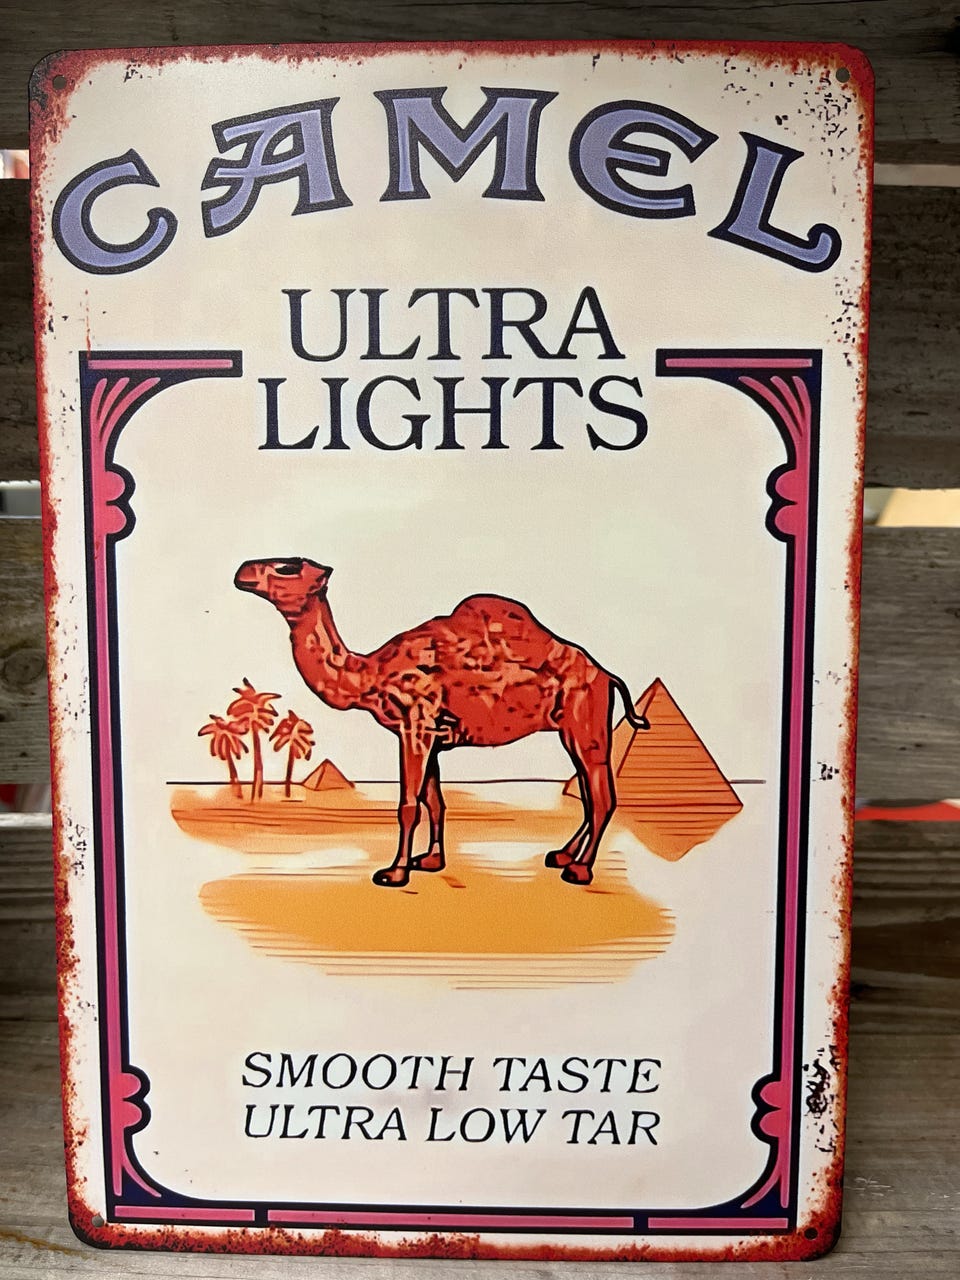 CAMEL
ULTRA
LIGHTS
SMOOTH TASTE
ULTRA LOW TAR